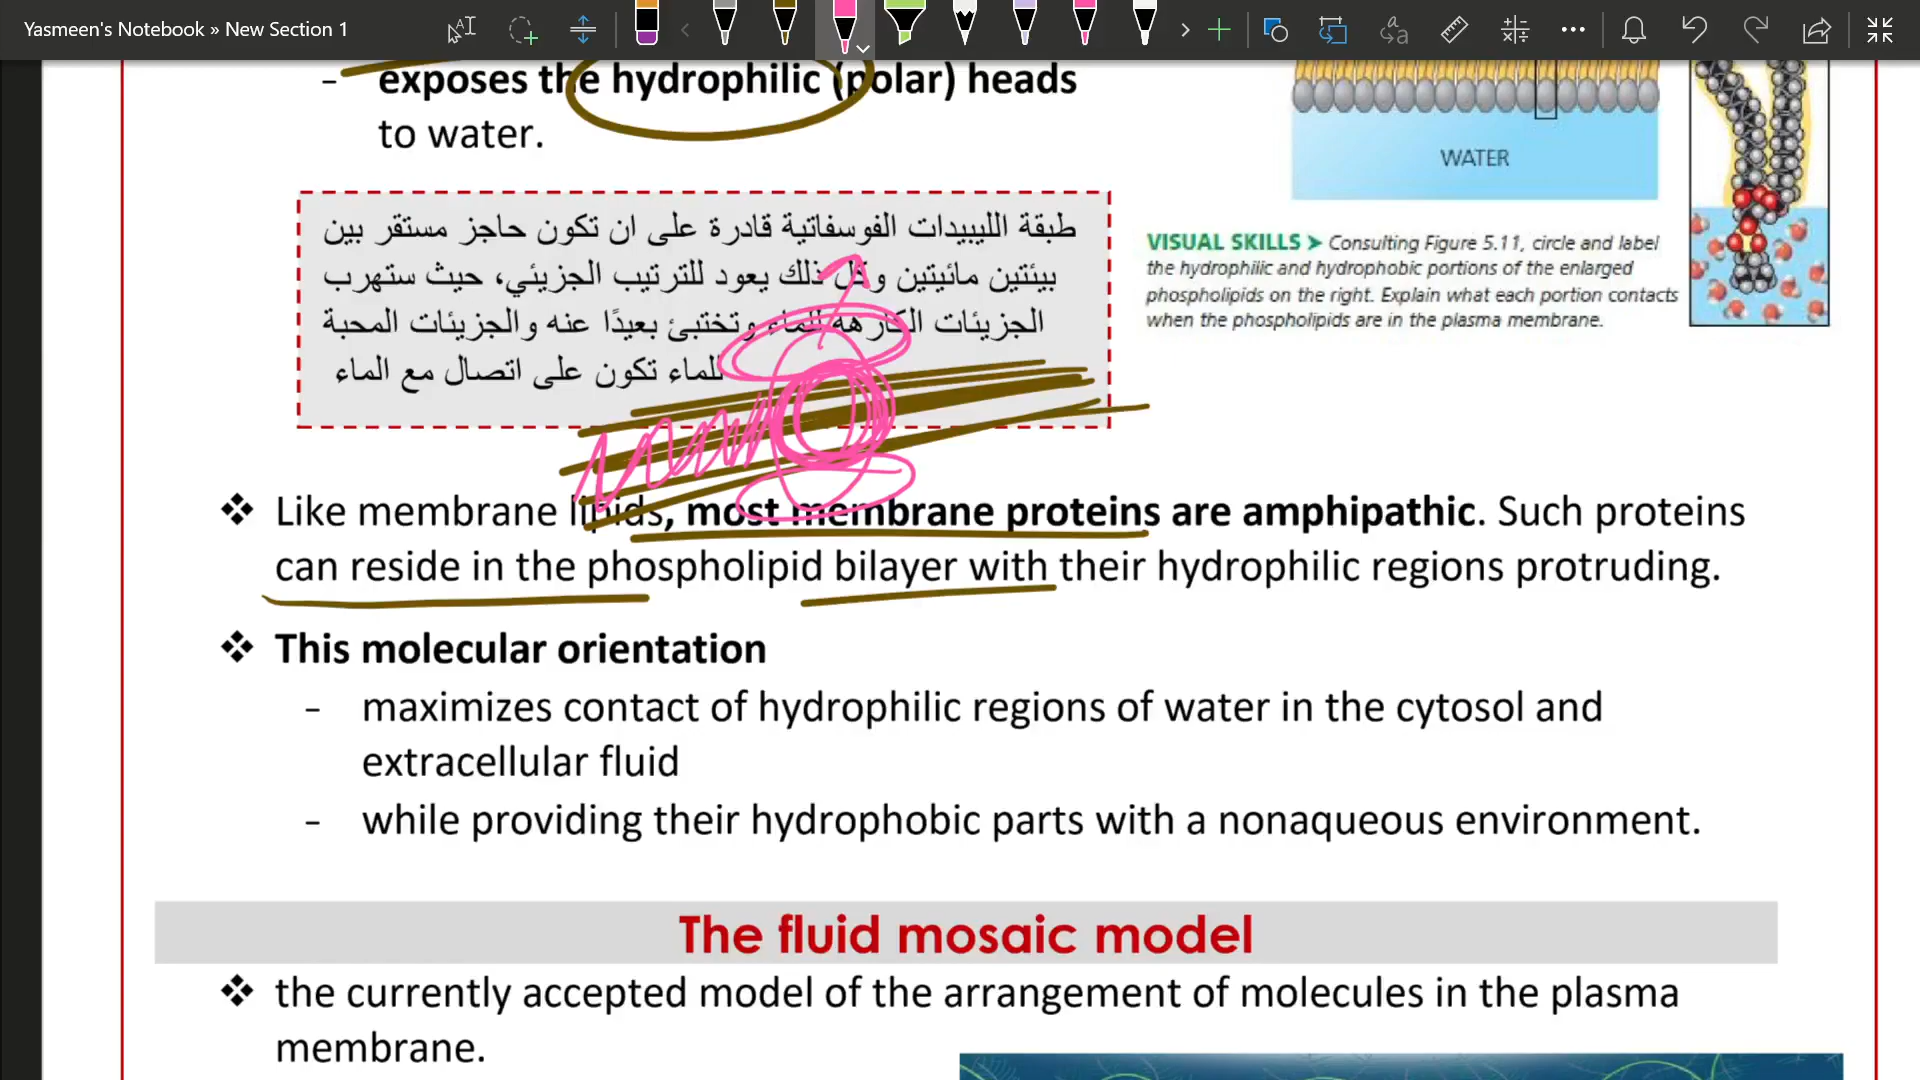 Yasmeen's Notebook » New Section 1
- exposes the hydrophilic (polar) heads
to water.
WATER
طبقة الليبيدات الفوسفاتية قادرة على ان تكون حاجز مستقر بين
بيئتين مائيتين وكل ذلك يعود للترتيب الجزيئي، حيث ستهرب
الجزيئات الكارهة للماء وتختبئ بعيدًا عنه والجزيئات المحبة
للماء تكون على اتصال مع الماء
VISUAL SKILLS ➤ Consulting Figure 5.11, circle and label
the hydrophilic and hydrophobic portions of the enlarged
phospholipids on the right. Explain what each portion contacts
when the phospholipids are in the plasma membrane.
❖ Like membrane lipids, most membrane proteins are amphipathic. Such proteins
can reside in the phospholipid bilayer with their hydrophilic regions protruding.
❖ This molecular orientation
- maximizes contact of hydrophilic regions of water in the cytosol and
extracellular fluid
- while providing their hydrophobic parts with a nonaqueous environment.
The fluid mosaic model
❖ the currently accepted model of the arrangement of molecules in the plasma
membrane.